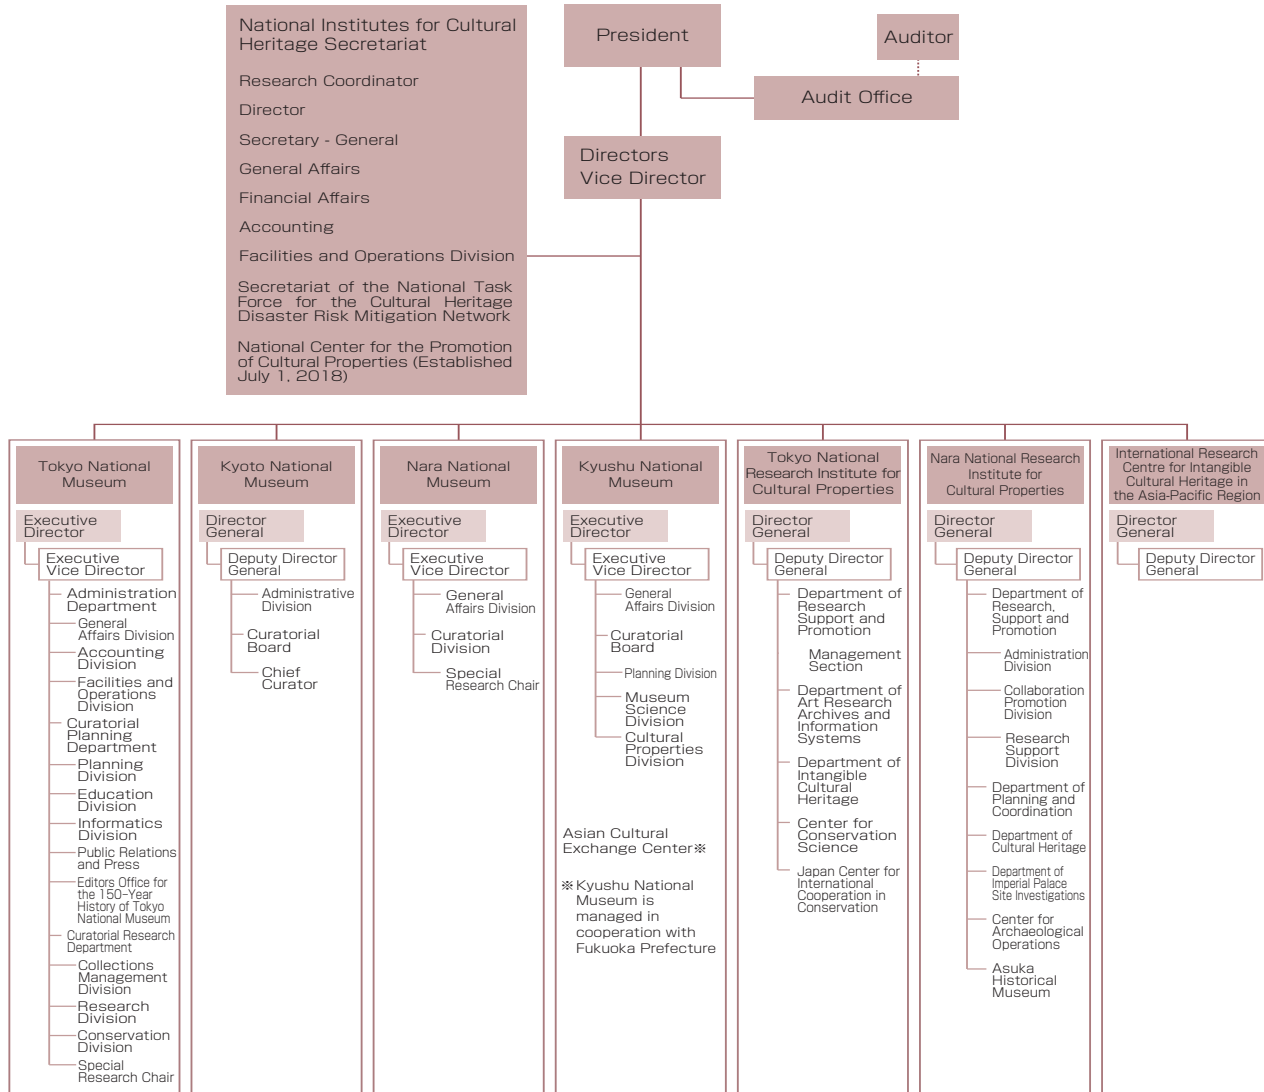 National Institutes for Cultural
Heritage Secretariat
Research Coordinator
Director
Secretary - General
General Affairs
Financial Affairs
Accounting
Facilities and Operations Division
Secretariat of the National Task
Force for the Cultural Heritage
Disaster Risk Mitigation Network
National Center for the Promotion
of Cultural Properties (Established
July 1, 2018)
President
Auditor
Audit Office
Directors
Vice Director
Tokyo National
Museum
Executive
Director
Executive
Vice Director
Administration
Department
General
Affairs Division
Accounting
Division
Facilities and
Operations
Division
Curatorial
Planning
Department
Planning
Division
Education
Division
Informatics
Division
Public Relations
and Press
Editors Office for
the 150-Year
History of Tokyo
National Museum
Curatorial Research
Department
Collections
Management
Division
Research
Division
Conservation
Division
Special
Research Chair
Kyoto National
Museum
Director
General
Deputy Director
General
Administrative
Division
Curatorial
Board
Chief
Curator
Nara National
Museum
Executive
Director
Executive
Vice Director
General
Affairs Division
Curatorial
Division
Special
Research Chair
Kyushu National
Museum
Executive
Director
Executive
Vice Director
General
Affairs Division
Curatorial
Board
Planning Division
Museum
Science
Division
Cultural
Properties
Division
Asian Cultural
Exchange Center※
※Kyushu National
Museum is
managed in
cooperation with
Fukuoka Prefecture
Tokyo National
Research Institute for
Cultural Properties
Director
General
Deputy Director
General
Department of
Research
Support and
Promotion
Management
Section
Department of
Art Research
Archives and
Information
Systems
Department of
Intangible
Cultural
Heritage
Center for
Conservation
Science
Japan Center for
International
Cooperation in
Conservation
Nara National Research
Institute for
Cultural Properties
Director
General
Deputy Director
General
Department of
Research,
Support and
Promotion
Administration
Division
Collaboration
Promotion
Division
Research
Support
Division
Department of
Planning and
Coordination
Department of
Cultural Heritage
Department of
Imperial Palace
Site Investigations
Center for
Archaeological
Operations
Asuka
Historical
Museum
International Research
Centre for Intangible
Cultural Heritage in
the Asia-Pacific Region
Director
General
Deputy Director
General